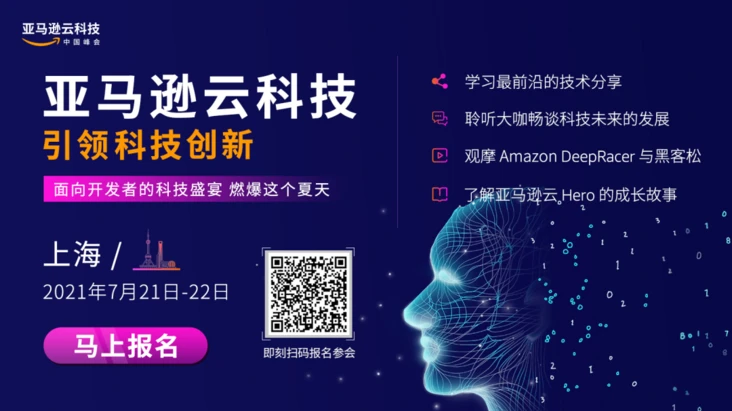 亚马逊云科技
中国峰会
亚马逊云科技
引领科技创新
面向开发者的科技盛宴 燃爆这个夏天
上海 /
2021年7月21日-22日
马上报名
即刻扫码报名参会
学习最前沿的技术分享
聆听大咖畅谈科技未来的发展
观摩 Amazon DeepRacer 与黑客松
了解亚马逊云 Hero 的成长故事